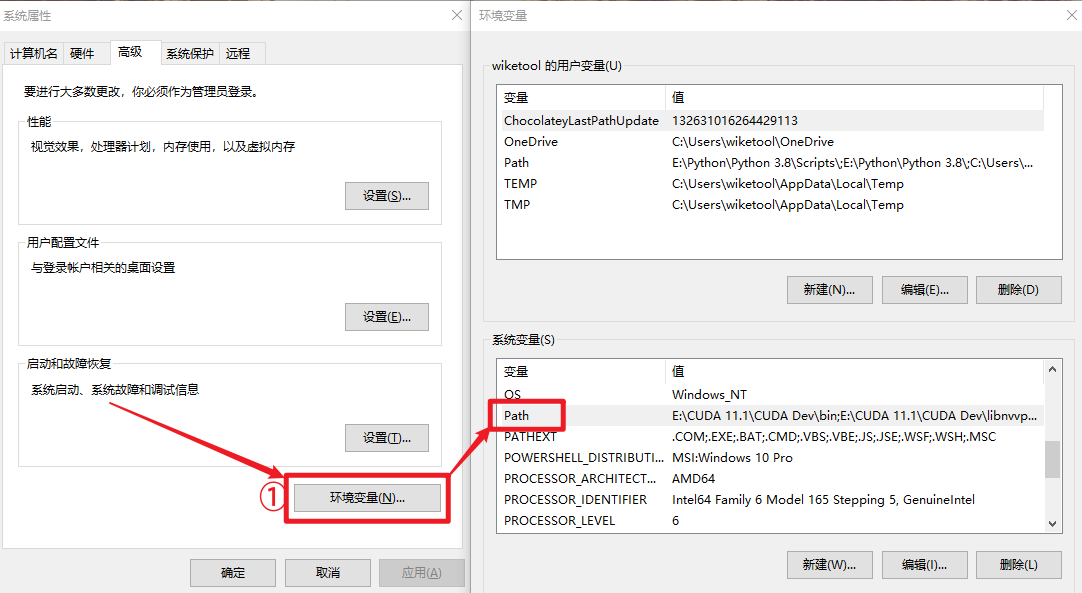 系统属性
计算机名 硬件 高级 系统保护 远程
要进行大多数更改，你必须作为管理员登录。
性能
视觉效果，处理器计划，内存使用，以及虚拟内存
设置(S)...
用户配置文件
与登录帐户相关的桌面设置
设置(E)...
启动和故障恢复
系统启动、系统故障和调试信息
设置(T)...
①
环境变量(N)...
确定 取消 应用(A)
环境变量
wiketool 的用户变量(U)
变量 值
ChocolateyLastPathUpdate 132631016264429113
OneDrive C:\Users\wiketool\OneDrive
Path E:\Python\Python 3.8\Scripts\;E:\Python\Python 3.8\;C:\Users\...
TEMP C:\Users\wiketool\AppData\Local\Temp
TMP C:\Users\wiketool\AppData\Local\Temp
新建(N)... 编辑(E)... 删除(D)
系统变量(S)
变量 值
OS Windows_NT
Path E:\CUDA 11.1\CUDA Dev\bin;E:\CUDA 11.1\CUDA Dev\libnvvp...
PATHEXT .COM;.EXE;.BAT;.CMD;.VBS;.VBE;.JS;.JSE;.WSF;.WSH;.MSC
POWERSHELL_DISTRIBUTI... MSI:Windows 10 Pro
PROCESSOR_ARCHITECT... AMD64
PROCESSOR_IDENTIFIER Intel64 Family 6 Model 165 Stepping 5, GenuineIntel
PROCESSOR_LEVEL 6
新建(W)... 编辑(I)... 删除(L)